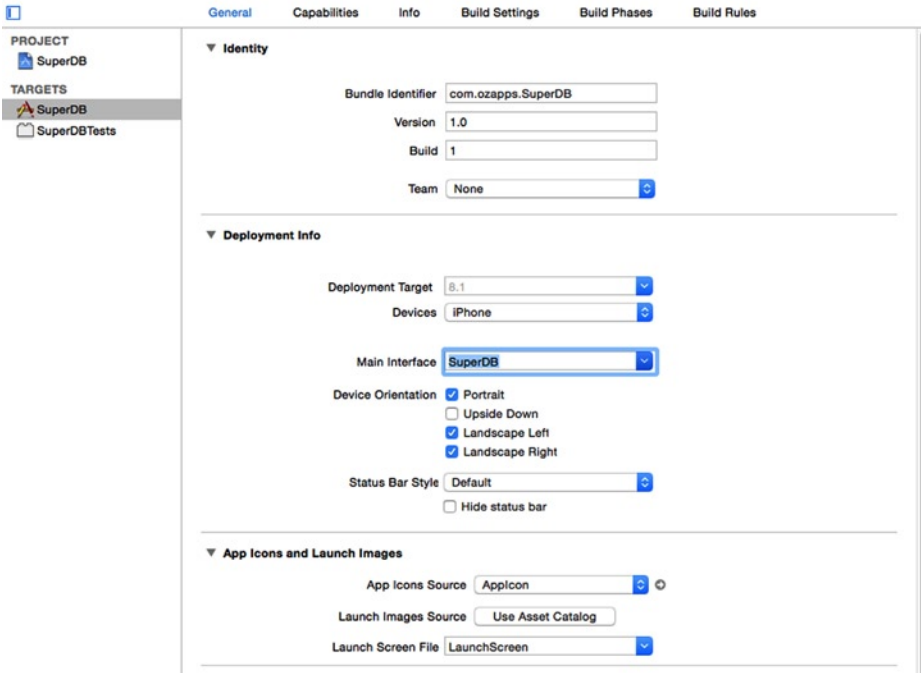 General Capabilities Info Build Settings Build Phases Build Rules
PROJECT
SuperDB
TARGETS
SuperDB
SuperDBTests
Identity
Bundle Identifier com.ozapps.SuperDB
Version 1.0
Build 1
Team None
Deployment Info
Deployment Target 8.1
Devices iPhone
Main Interface SuperDB
Device Orientation Portrait
Upside Down
Landscape Left
Landscape Right
Status Bar Style Default
Hide status bar
App Icons and Launch Images
App Icons Source AppIcon
Launch Images Source Use Asset Catalog
Launch Screen File LaunchScreen